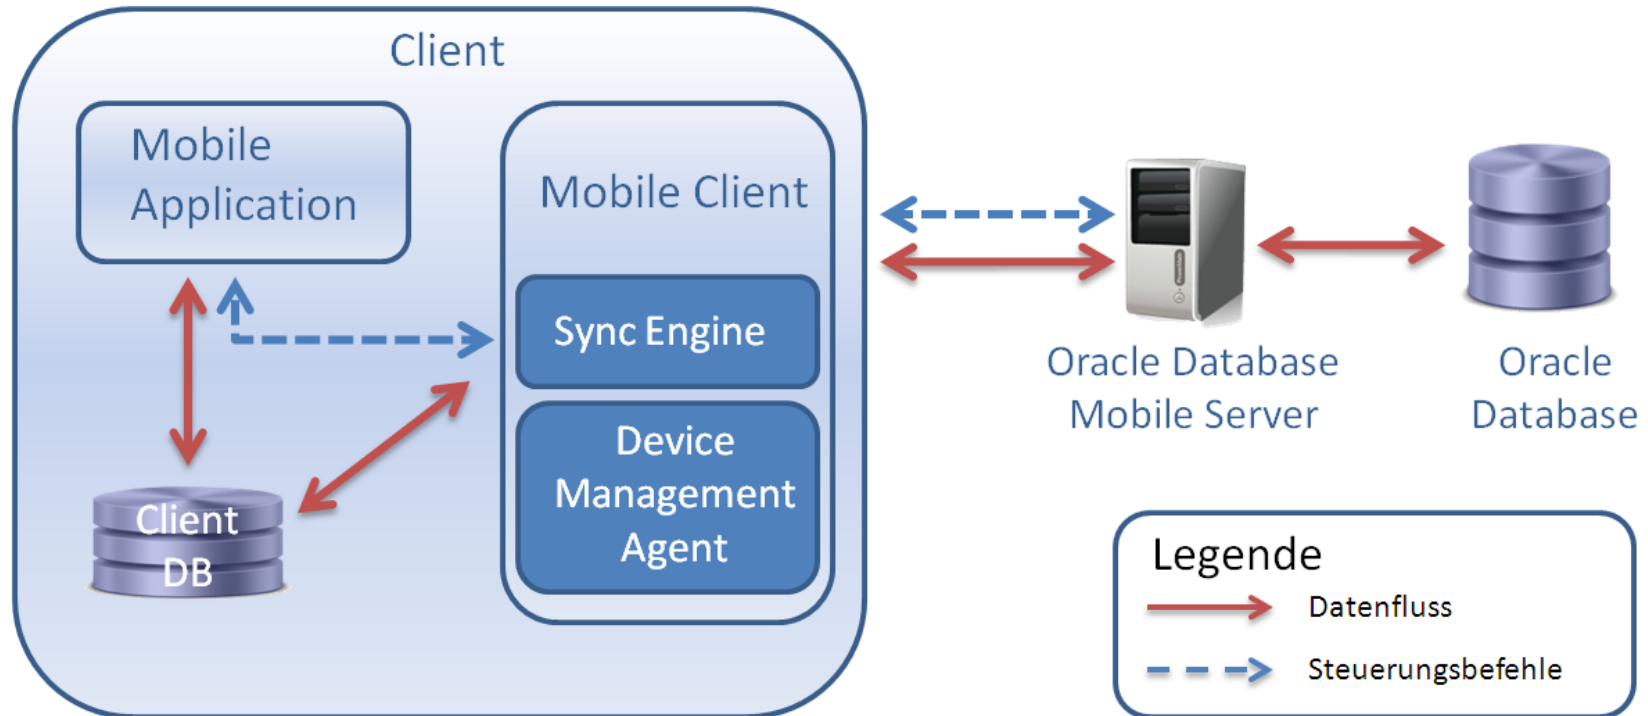 Client
Mobile
Application
Mobile Client
Sync Engine
Device
Management
Agent
Client
DB
Oracle Database
Mobile Server
Oracle
Database
Legende
Datenfluss
Steuerungsbefehle